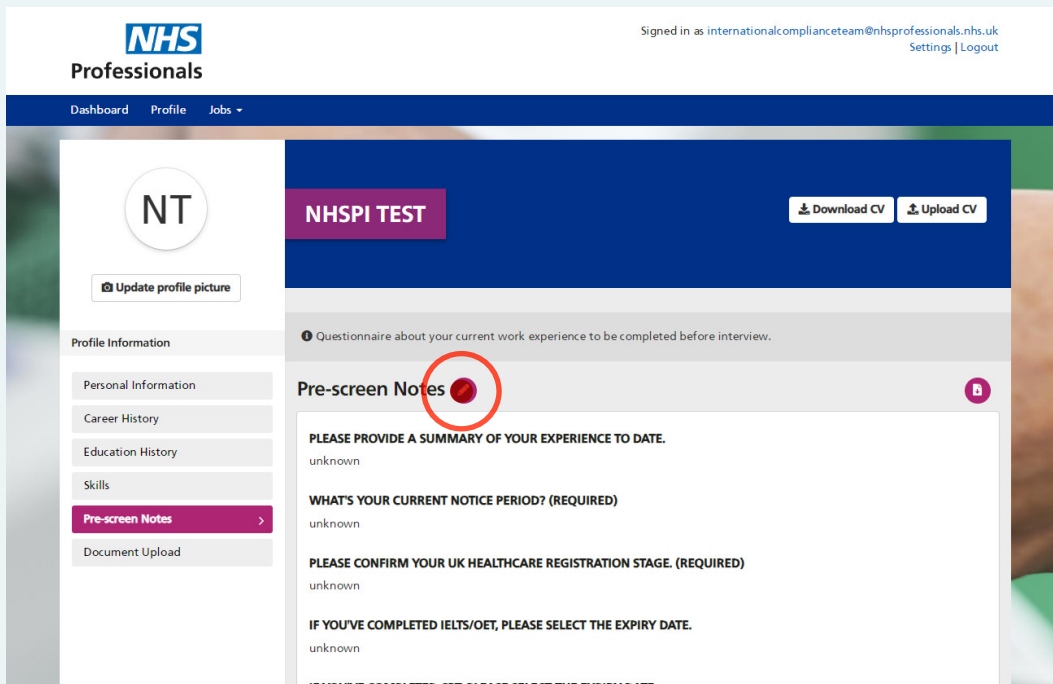 NHS
Professionals
Signed in as internationalcomplianceteam@nhsprofessionals.nhs.uk
Settings | Logout
Dashboard Profile Jobs
NT
Update profile picture
NHSPI TEST
Download CV Upload CV
Profile Information
Personal Information
Career History
Education History
Skills
Pre-screen Notes
Document Upload
Questionnaire about your current work experience to be completed before interview.
Pre-screen Notes
PLEASE PROVIDE A SUMMARY OF YOUR EXPERIENCE TO DATE.
unknown
WHAT'S YOUR CURRENT NOTICE PERIOD? (REQUIRED)
unknown
PLEASE CONFIRM YOUR UK HEALTHCARE REGISTRATION STAGE. (REQUIRED)
unknown
IF YOU'VE COMPLETED IELTS/OET, PLEASE SELECT THE EXPIRY DATE.
unknown